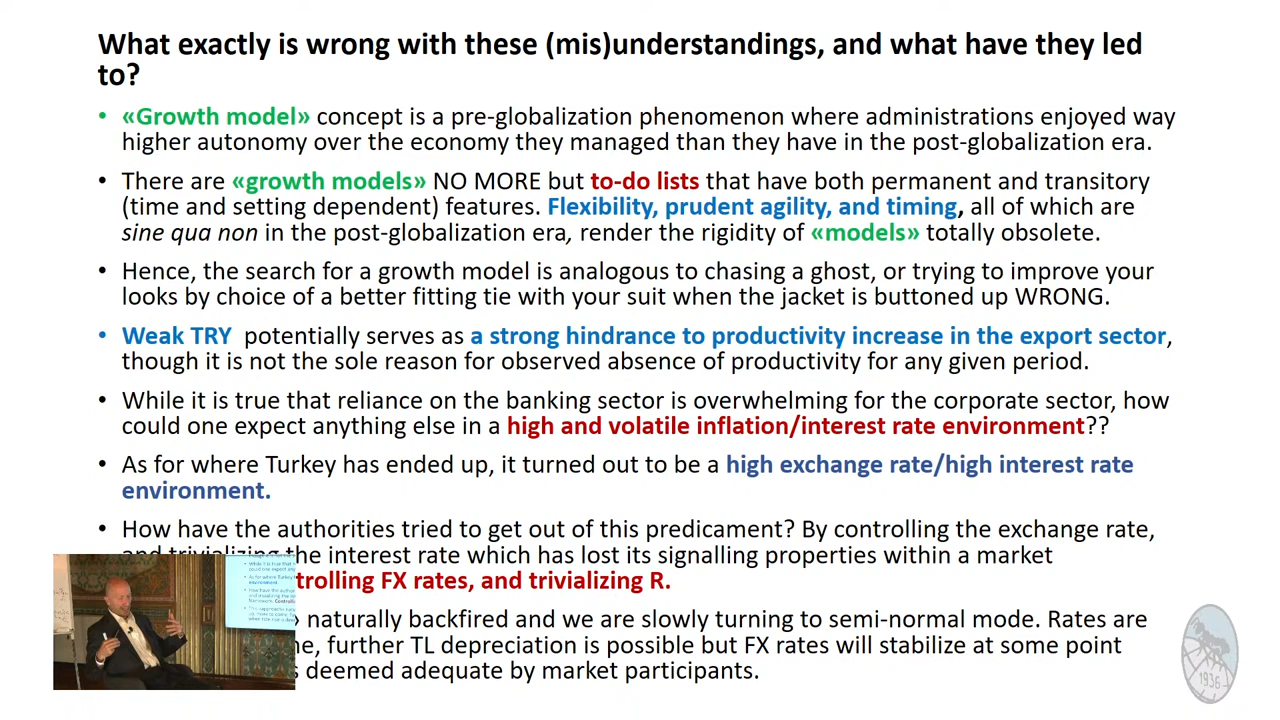 What exactly is wrong with these (mis)understandings, and what have they led
to?
• «Growth model» concept is a pre-globalization phenomenon where administrations enjoyed way
higher autonomy over the economy they managed than they have in the post-globalization era.
• There are «growth models» NO MORE but to-do lists that have both permanent and transitory
(time and setting dependent) features. Flexibility, prudent agility, and timing, all of which are
sine qua non in the post-globalization era, render the rigidity of «models» totally obsolete.
• Hence, the search for a growth model is analogous to chasing a ghost, or trying to improve your
looks by choice of a better fitting tie with your suit when the jacket is buttoned up WRONG.
• Weak TRY potentially serves as a strong hindrance to productivity increase in the export sector,
though it is not the sole reason for observed absence of productivity for any given period.
• While it is true that reliance on the banking sector is overwhelming for the corporate sector, how
could one expect anything else in a high and volatile inflation/interest rate environment??
• As for where Turkey has ended up, it turned out to be a high exchange rate/high interest rate
environment.
• How have the authorities tried to get out of this predicament? By controlling the exchange rate,
and trivializing the interest rate which has lost its signalling properties within a market
trolling FX rates, and trivializing R.
» naturally backfired and we are slowly turning to semi-normal mode. Rates are
e, further TL depreciation is possible but FX rates will stabilize at some point
s deemed adequate by market participants.
1936